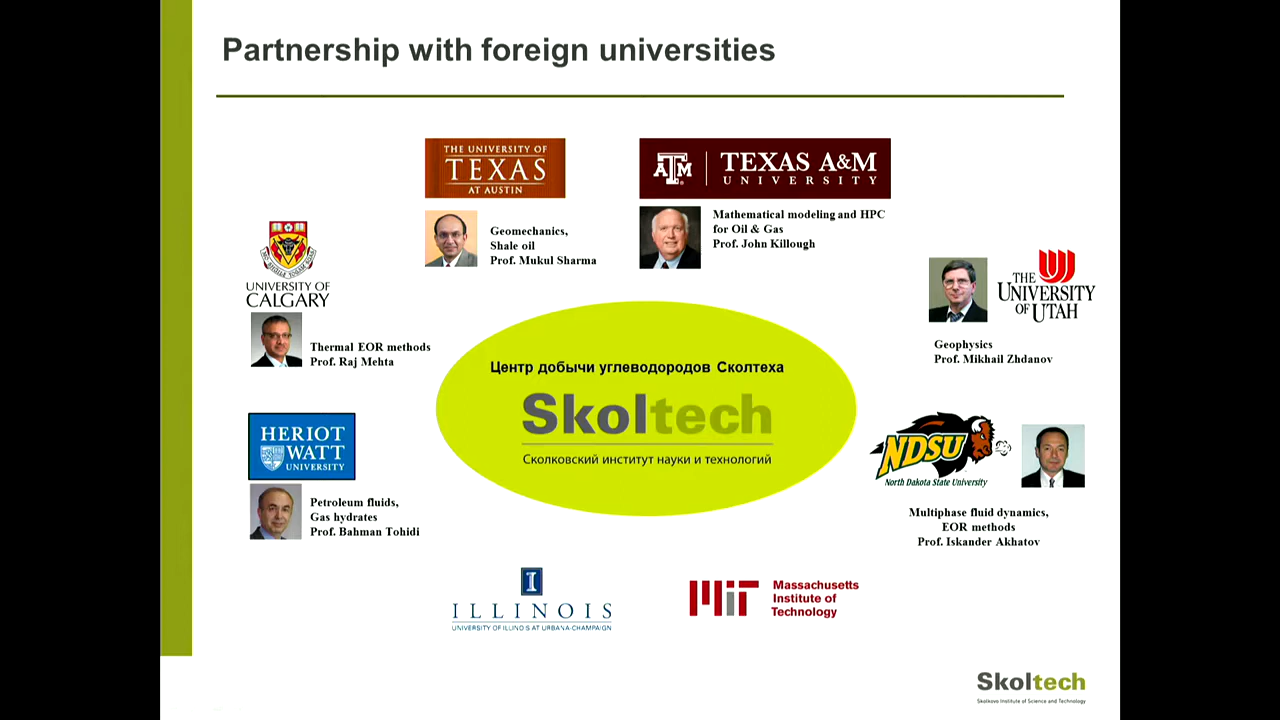 Partnership with foreign universities
THE UNIVERSITY OF
TEXAS
AT AUSTIN
ATM
TEXAS A&M
UNIVERSITY
Geomechanics,
Shale oil
Prof. Mukul Sharma
Mathematical modeling and HPC
for Oil & Gas
Prof. John Killough
UNIVERSITY OF
CALGARY
Thermal EOR methods
Prof. Raj Mehta
THE
UNIVERSITY
OF UTAH
Geophysics
Prof. Mikhail Zhdanov
Центр добычи углеводородов Сколтеха
Skoltech
Сколковский институт науки и технологий
HERIOT
WATT
UNIVERSITY
Petroleum fluids,
Gas hydrates
Prof. Bahman Tohidi
NDSU
North Dakota State University
Multiphase fluid dynamics,
EOR methods
Prof. Iskander Akhatov
I
ILLINOIS
UNIVERSITY OF ILLINOIS AT URBANA-CHAMPAIGN
MIT
Massachusetts
Institute of
Technology
Skoltech
Skolkovo Institute of Science and Technology